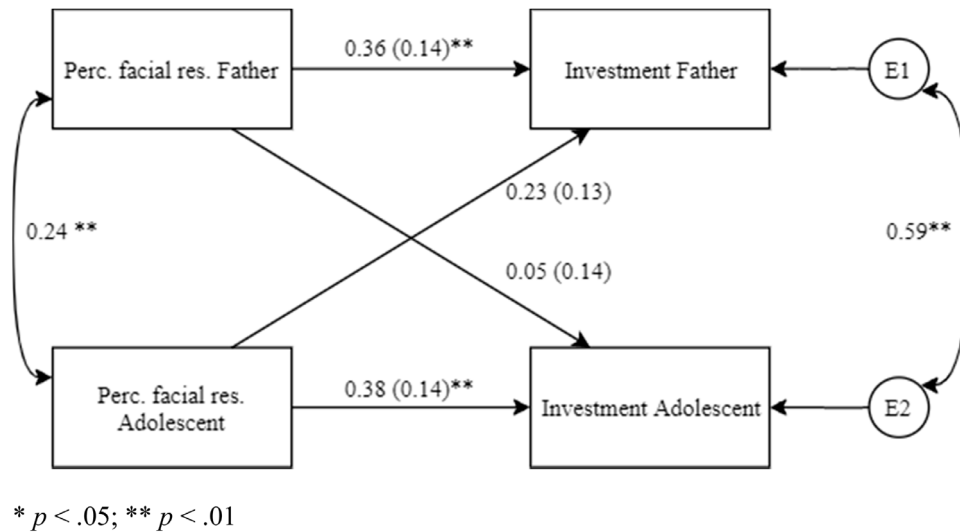 0.36 (0.14)**
Perc. facial res. Father
Investment Father
E1
0.23 (0.13)
0.24 **
0.59**
0.05 (0.14)
Perc. facial res.
Adolescent
0.38 (0.14)**
Investment Adolescent
E2
* p < .05; ** p < .01